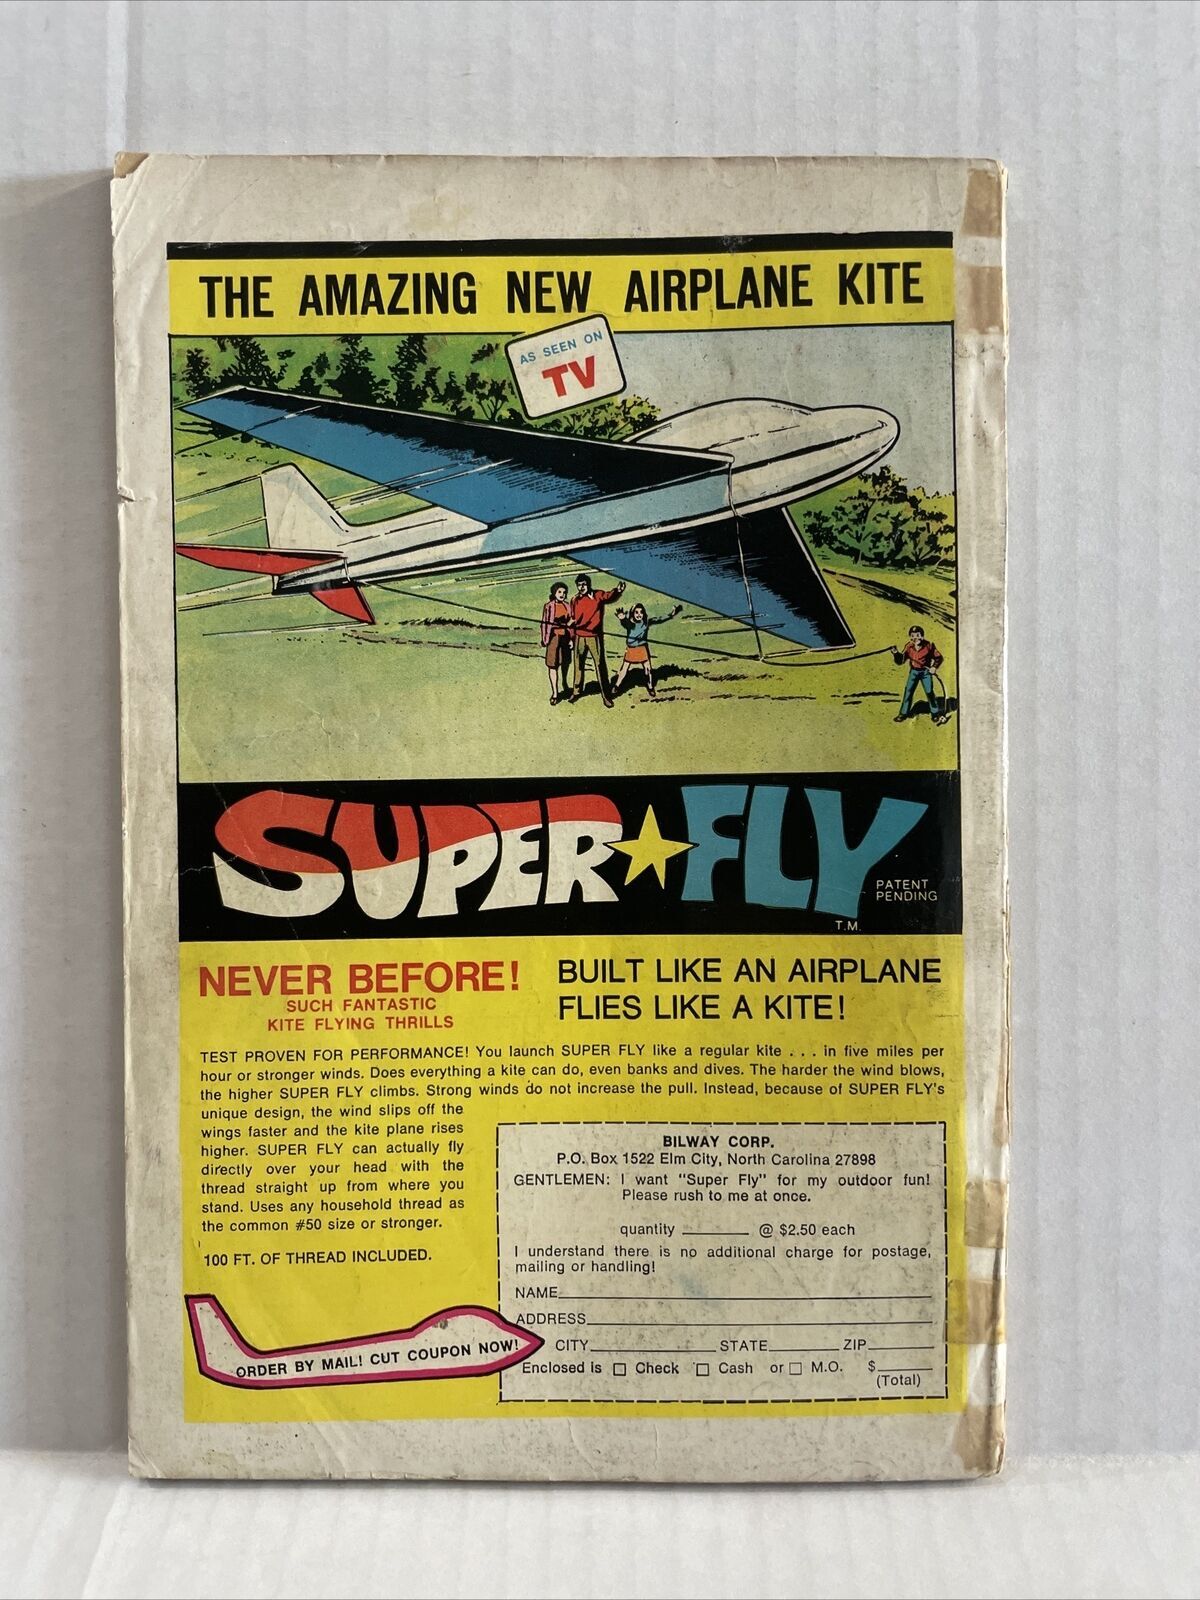 THE AMAZING NEW AIRPLANE KITE
AS SEEN ON
TV
SUPER FLY
PATENT
PENDING
T.M.
NEVER BEFORE!
SUCH FANTASTIC
KITE FLYING THRILLS
BUILT LIKE AN AIRPLANE
FLIES LIKE A KITE!
TEST PROVEN FOR PERFORMANCE! You launch SUPER FLY like a regular kite . . . in five miles per
hour or stronger winds. Does everything a kite can do, even banks and dives. The harder the wind blows,
the higher SUPER FLY climbs. Strong winds do not increase the pull. Instead, because of SUPER FLY's
unique design, the wind slips off the
wings faster and the kite plane rises
higher. SUPER FLY can actually fly
directly over your head with the
thread straight up from where you
stand. Uses any household thread as
the common #50 size or stronger.
100 FT. OF THREAD INCLUDED.
ORDER BY MAIL! CUT COUPON NOW!
BILWAY CORP.
P.O. Box 1522 Elm City, North Carolina 27898
GENTLEMEN: I want "Super Fly" for my outdoor fun!
Please rush to me at once.
quantity ________ @ $2.50 each
I understand there is no additional charge for postage,
mailing or handling!
NAME
ADDRESS
CITY STATE ZIP
Enclosed is □ Check □ Cash or □ M.O. $
(Total)